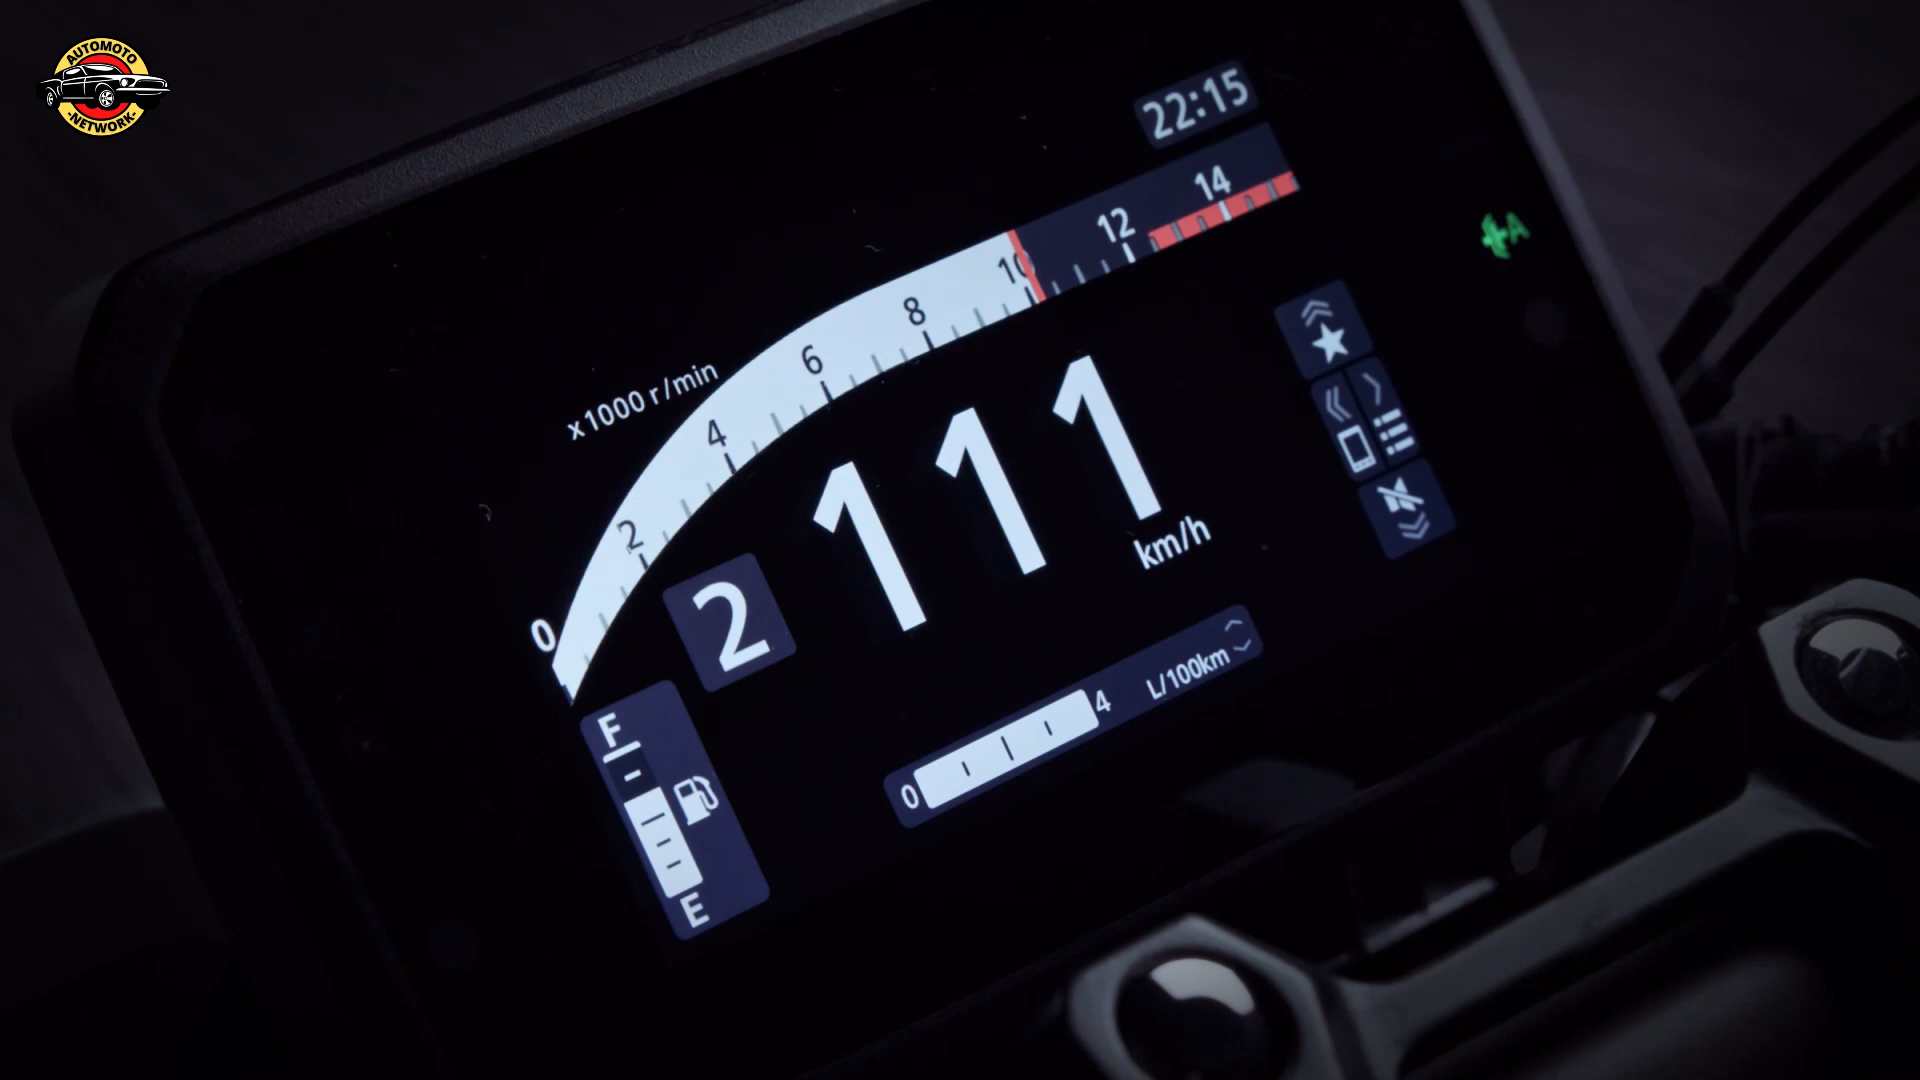 AUTOMOTO
-NETWORK-
22:15
x1000 r/min
0 2 4 6 8 10 12 14
2
111
km/h
A
F
E
0
4
L/100km